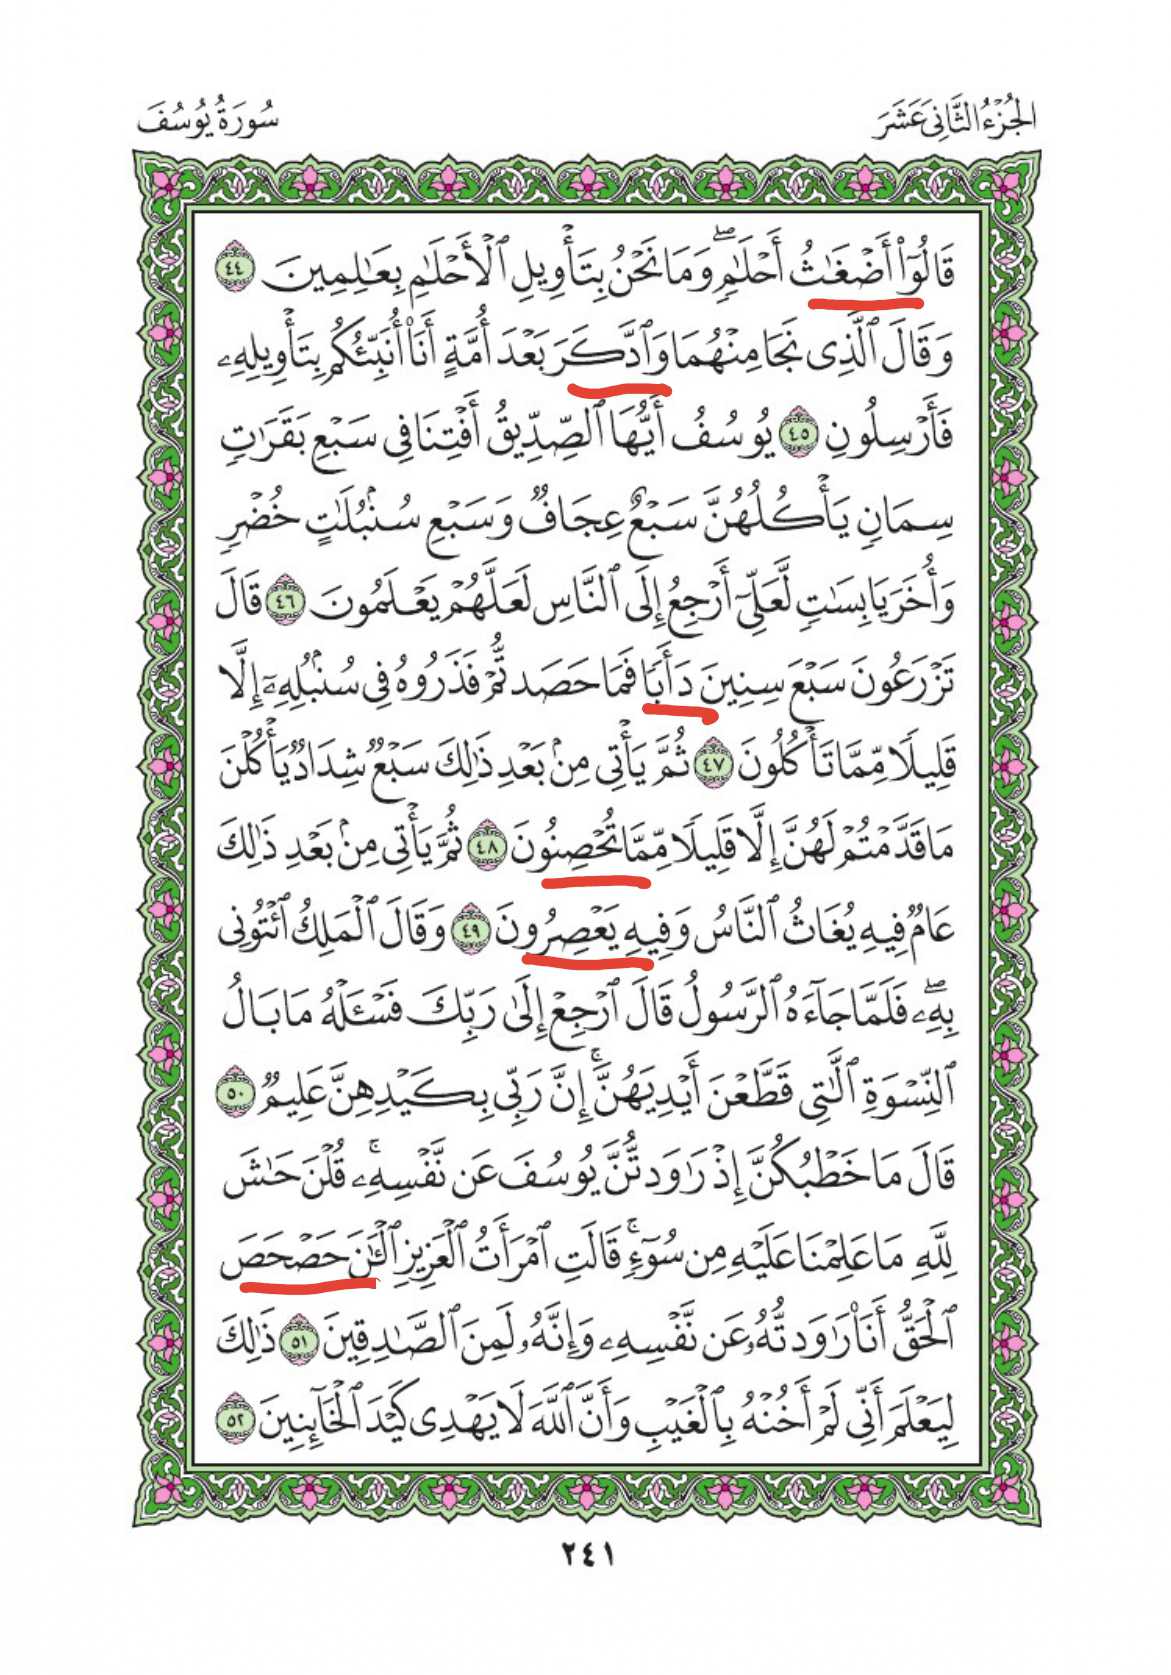 الجُزْءُ الثَّانِيَ عَشَرَ
سُورَةُ يُوسُفَ
قَالُوٓا۟ أَضْغَـٰثُ أَحْلَـٰمٍۖ وَمَا نَحْنُ بِتَأْوِيلِ ٱلْأَحْلَـٰمِ بِعَـٰلِمِينَ ٤٤
وَقَالَ ٱلَّذِى نَجَا مِنْهُمَا وَٱدَّكَرَ بَعْدَ أُمَّةٍ أَنَا۠ أُنَبِّئُكُم بِتَأْوِيلِهِۦ
فَأَرْسِلُونِ ٤٥ يُوسُفُ أَيُّهَا ٱلصِّدِّيقُ أَفْتِنَا فِى سَبْعِ بَقَرَٰتٍ
سِمَانٍ يَأْكُلُهُنَّ سَبْعٌ عِجَافٌ وَسَبْعِ سُنۢبُلَـٰتٍ خُضْرٍ
وَأُخَرَ يَابِسَـٰتٍ لَّعَلِّىٓ أَرْجِعُ إِلَى ٱلنَّاسِ لَعَلَّهُمْ يَعْلَمُونَ ٤٦ قَالَ
تَزْرَعُونَ سَبْعَ سِنِينَ دَأَبًا فَمَا حَصَدتُّمْ فَذَرُوهُ فِى سُنۢبُلِهِۦٓ إِلَّا
قَلِيلًا مِّمَّا تَأْكُلُونَ ٤٧ ثُمَّ يَأْتِى مِنۢ بَعْدِ ذَٰلِكَ سَبْعٌ شِدَادٌ يَأْكُلْنَ
مَا قَدَّمْتُمْ لَهُنَّ إِلَّا قَلِيلًا مِّمَّا تُحْصِنُونَ ٤٨ ثُمَّ يَأْتِى مِنۢ بَعْدِ ذَٰلِكَ
عَامٌ فِيهِ يُغَاثُ ٱلنَّاسُ وَفِيهِ يَعْصِرُونَ ٤٩ وَقَالَ ٱلْمَلِكُ ٱئْتُونِى
بِهِۦۖ فَلَمَّا جَآءَهُ ٱلرَّسُولُ قَالَ ٱرْجِعْ إِلَىٰ رَبِّكَ فَسْـَٔلْهُ مَا بَالُ
ٱلنِّسْوَةِ ٱلَّـٰتِى قَطَّعْنَ أَيْدِيَهُنَّۚ إِنَّ رَبِّى بِكَيْدِهِنَّ عَلِيمٌ ٥٠
قَالَ مَا خَطْبُكُنَّ إِذْ رَٰوَدتُّنَّ يُوسُفَ عَن نَّفْسِهِۦۚ قُلْنَ حَـٰشَ
لِلَّهِ مَا عَلِمْنَا عَلَيْهِ مِن سُوٓءٍۚ قَالَتِ ٱمْرَأَتُ ٱلْعَزِيزِ ٱلْـَٔـٰنَ حَصْحَصَ
ٱلْحَقُّ أَنَا۠ رَٰوَدتُّهُۥ عَن نَّفْسِهِۦ وَإِنَّهُۥ لَمِنَ ٱلصَّـٰدِقِينَ ٥١ ذَٰلِكَ
لِيَعْلَمَ أَنِّى لَمْ أَخُنْهُ بِٱلْغَيْبِ وَأَنَّ ٱللَّهَ لَا يَهْدِى كَيْدَ ٱلْخَآئِنِينَ ٥٢
٢٤١